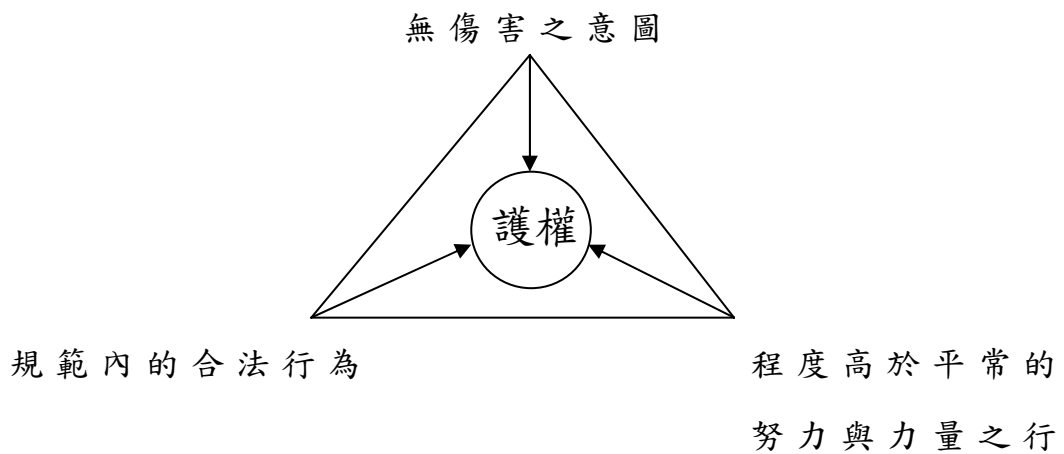 無傷害之意圖
護權
規範內的合法行為
程度高於平常的
努力與力量之行